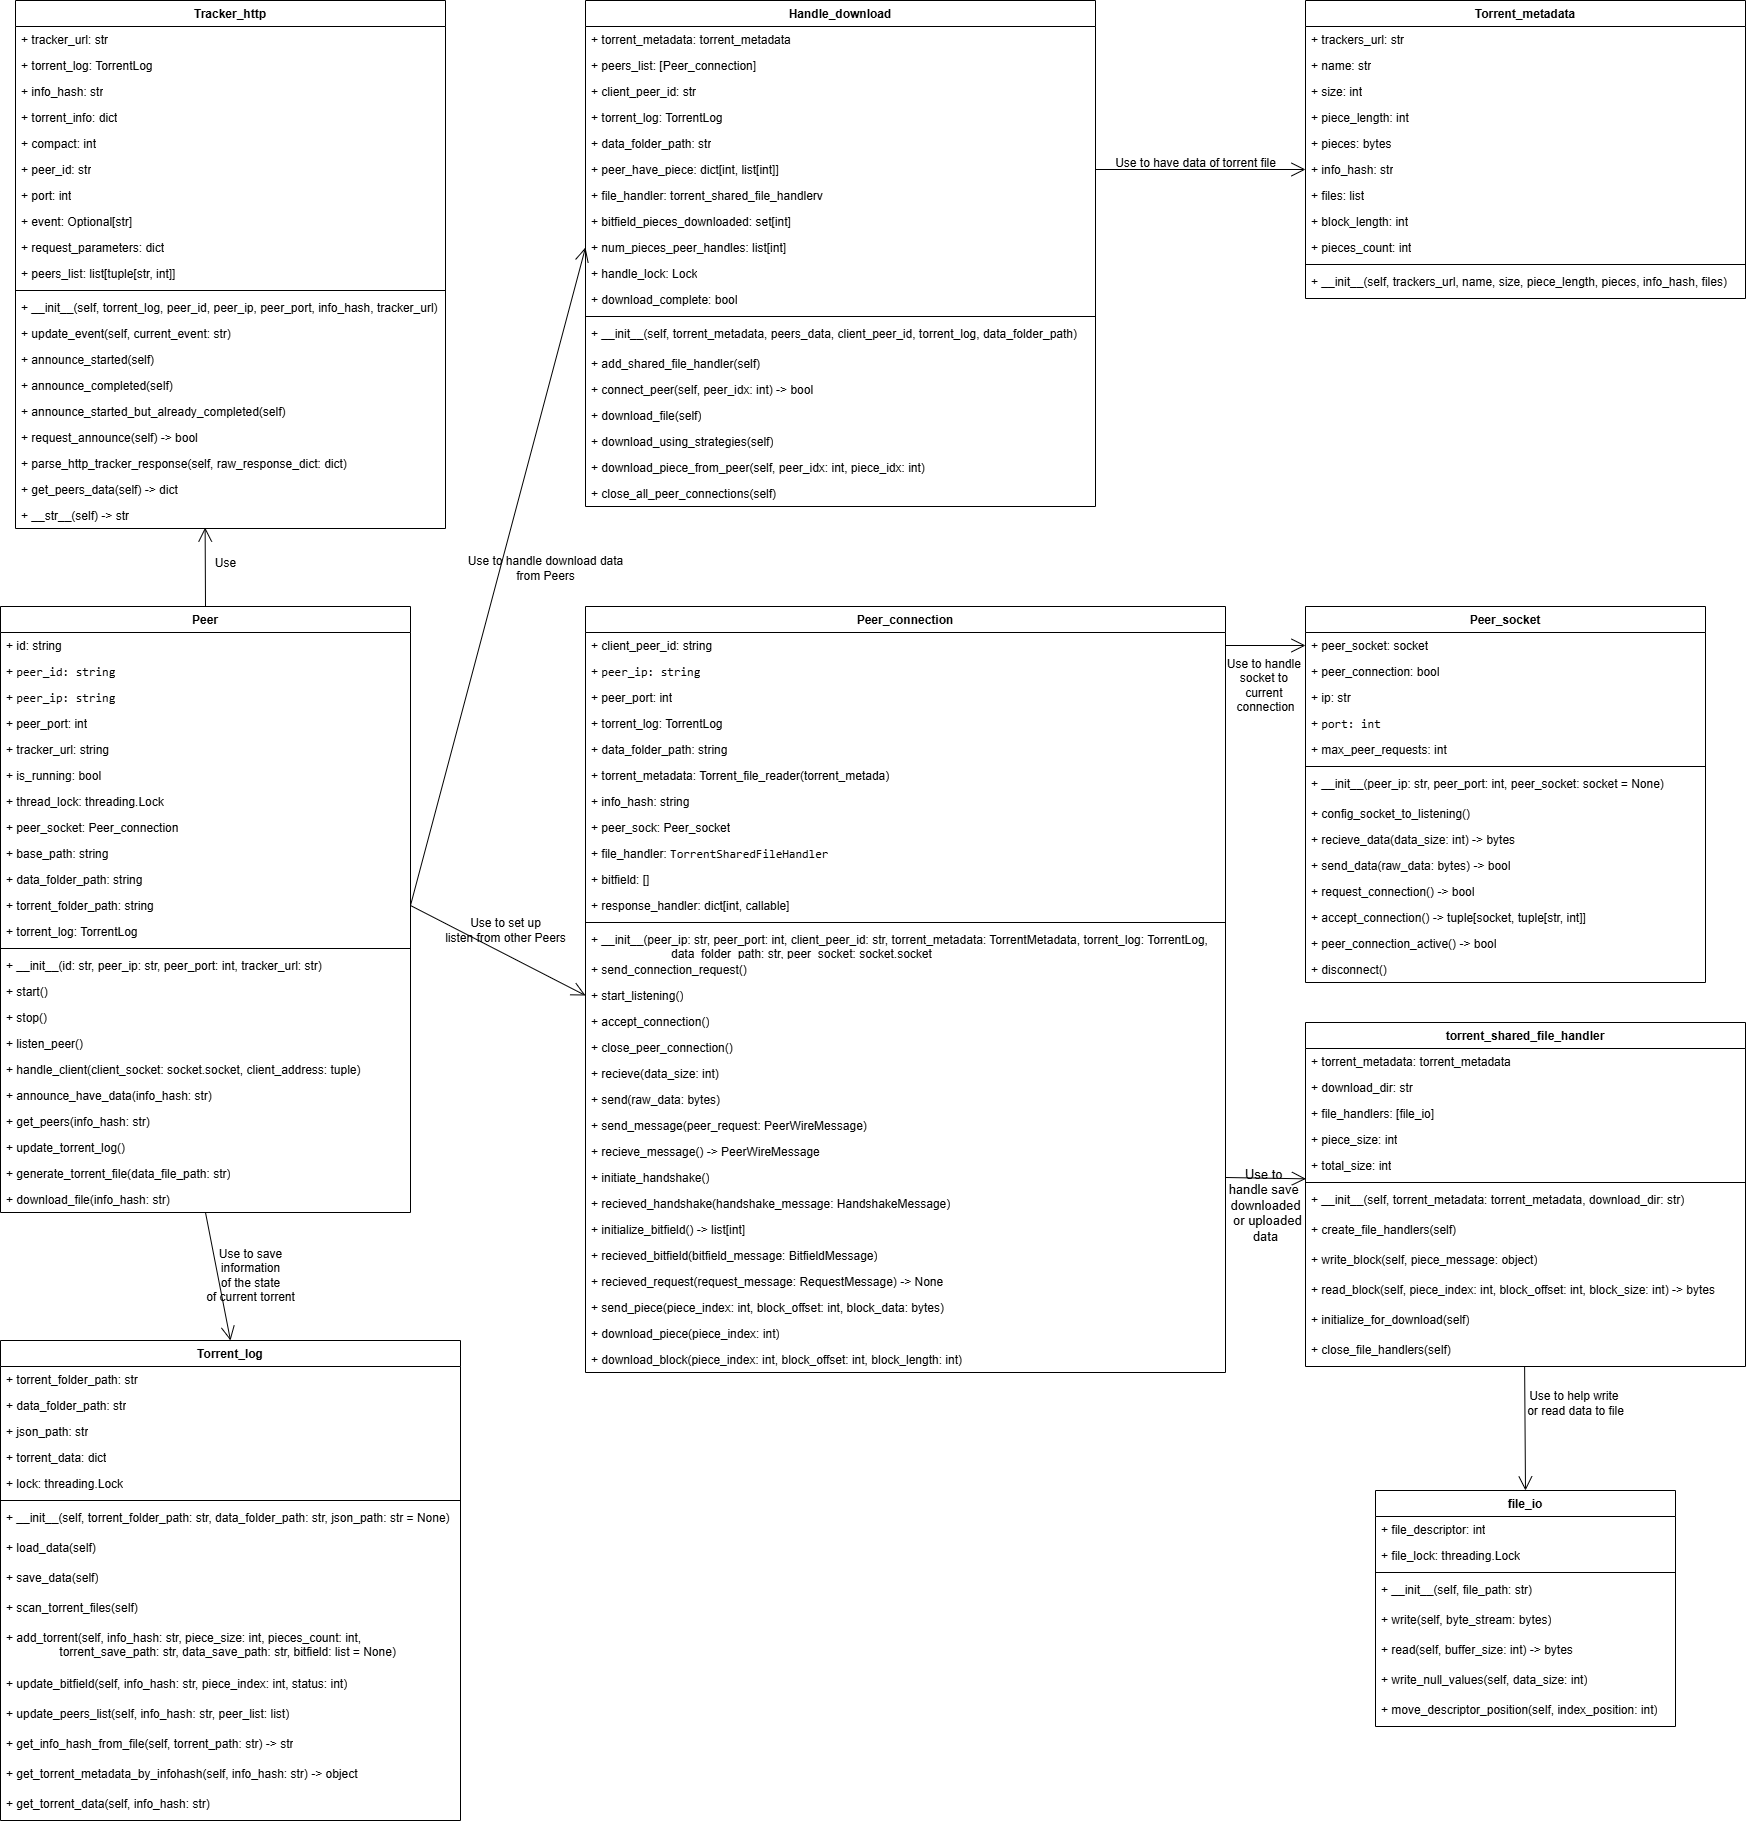 Tracker_http
+ tracker_url: str
+ torrent_log: TorrentLog
+ info_hash: str
+ torrent_info: dict
+ compact: int
+ peer_id: str
+ port: int
+ event: Optional[str]
+ request_parameters: dict
+ peers_list: list[tuple[str, int]]
+ __init__(self, torrent_log, peer_id, peer_ip, peer_port, info_hash, tracker_url)
+ update_event(self, current_event: str)
+ announce_started(self)
+ announce_completed(self)
+ announce_started_but_already_completed(self)
+ request_announce(self) -> bool
+ parse_http_tracker_response(self, raw_response_dict: dict)
+ get_peers_data(self) -> dict
+ __str__(self) -> str
Handle_download
+ torrent_metadata: torrent_metadata
+ peers_list: [Peer_connection]
+ client_peer_id: str
+ torrent_log: TorrentLog
+ data_folder_path: str
+ peer_have_piece: dict[int, list[int]]
+ file_handler: torrent_shared_file_handlerv
+ bitfield_pieces_downloaded: set[int]
+ num_pieces_peer_handles: list[int]
+ handle_lock: Lock
+ download_complete: bool
+ __init__(self, torrent_metadata, peers_data, client_peer_id, torrent_log, data_folder_path)
+ add_shared_file_handler(self)
+ connect_peer(self, peer_idx: int) -> bool
+ download_file(self)
+ download_using_strategies(self)
+ download_piece_from_peer(self, peer_idx: int, piece_idx: int)
+ close_all_peer_connections(self)
Use to have data of torrent file
Torrent_metadata
+ trackers_url: str
+ name: str
+ size: int
+ piece_length: int
+ pieces: bytes
+ info_hash: str
+ files: list
+ block_length: int
+ pieces_count: int
+ __init__(self, trackers_url, name, size, piece_length, pieces, info_hash, files)
Use
Use to handle download data
from Peers
Peer
+ id: string
+ peer_id: string
+ peer_ip: string
+ peer_port: int
+ tracker_url: string
+ is_running: bool
+ thread_lock: threading.Lock
+ peer_socket: Peer_connection
+ base_path: string
+ data_folder_path: string
+ torrent_folder_path: string
+ torrent_log: TorrentLog
+ __init__(id: str, peer_ip: str, peer_port: int, tracker_url: str)
+ start()
+ stop()
+ listen_peer()
+ handle_client(client_socket: socket.socket, client_address: tuple)
+ announce_have_data(info_hash: str)
+ get_peers(info_hash: str)
+ update_torrent_log()
+ generate_torrent_file(data_file_path: str)
+ download_file(info_hash: str)
Use to set up
listen from other Peers
Peer_connection
+ client_peer_id: string
+ peer_ip: string
+ peer_port: int
+ torrent_log: TorrentLog
+ data_folder_path: string
+ torrent_metadata: Torrent_file_reader(torrent_metada)
+ info_hash: string
+ peer_sock: Peer_socket
+ file_handler: TorrentSharedFileHandler
+ bitfield: []
+ response_handler: dict[int, callable]
+ __init__(peer_ip: str, peer_port: int, client_peer_id: str, torrent_metadata: TorrentMetadata, torrent_log: TorrentLog,
data_folder_path: str, peer_socket: socket.socket
+ send_connection_request()
+ start_listening()
+ accept_connection()
+ close_peer_connection()
+ recieve(data_size: int)
+ send(raw_data: bytes)
+ send_message(peer_request: PeerWireMessage)
+ recieve_message() -> PeerWireMessage
+ initiate_handshake()
+ recieved_handshake(handshake_message: HandshakeMessage)
+ initialize_bitfield() -> list[int]
+ recieved_bitfield(bitfield_message: BitfieldMessage)
+ recieved_request(request_message: RequestMessage) -> None
+ send_piece(piece_index: int, block_offset: int, block_data: bytes)
+ download_piece(piece_index: int)
+ download_block(piece_index: int, block_offset: int, block_length: int)
Use to handle
socket to
current
connection
Peer_socket
+ peer_socket: socket
+ peer_connection: bool
+ ip: str
+ port: int
+ max_peer_requests: int
+ __init__(peer_ip: str, peer_port: int, peer_socket: socket = None)
+ config_socket_to_listening()
+ recieve_data(data_size: int) -> bytes
+ send_data(raw_data: bytes) -> bool
+ request_connection() -> bool
+ accept_connection() -> tuple[socket, tuple[str, int]]
+ peer_connection_active() -> bool
+ disconnect()
Use to
handle save
downloaded
or uploaded
data
torrent_shared_file_handler
+ torrent_metadata: torrent_metadata
+ download_dir: str
+ file_handlers: [file_io]
+ piece_size: int
+ total_size: int
+ __init__(self, torrent_metadata: torrent_metadata, download_dir: str)
+ create_file_handlers(self)
+ write_block(self, piece_message: object)
+ read_block(self, piece_index: int, block_offset: int, block_size: int) -> bytes
+ initialize_for_download(self)
+ close_file_handlers(self)
Use to save
information
of the state
of current torrent
Torrent_log
+ torrent_folder_path: str
+ data_folder_path: str
+ json_path: str
+ torrent_data: dict
+ lock: threading.Lock
+ __init__(self, torrent_folder_path: str, data_folder_path: str, json_path: str = None)
+ load_data(self)
+ save_data(self)
+ scan_torrent_files(self)
+ add_torrent(self, info_hash: str, piece_size: int, pieces_count: int,
torrent_save_path: str, data_save_path: str, bitfield: list = None)
+ update_bitfield(self, info_hash: str, piece_index: int, status: int)
+ update_peers_list(self, info_hash: str, peer_list: list)
+ get_info_hash_from_file(self, torrent_path: str) -> str
+ get_torrent_metadata_by_infohash(self, info_hash: str) -> object
+ get_torrent_data(self, info_hash: str)
Use to help write
or read data to file
file_io
+ file_descriptor: int
+ file_lock: threading.Lock
+ __init__(self, file_path: str)
+ write(self, byte_stream: bytes)
+ read(self, buffer_size: int) -> bytes
+ write_null_values(self, data_size: int)
+ move_descriptor_position(self, index_position: int)